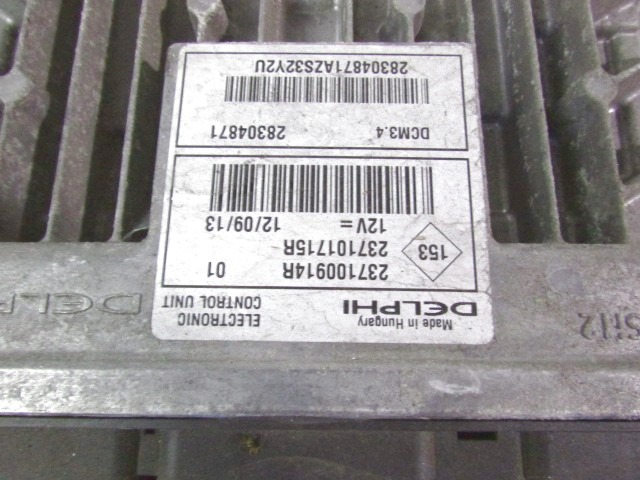 Made in Hungary
DELPHI
ELECTRONIC
CONTROL UNIT
153
237100914R 01
237101715R
12V= 12/09/13
DCM3.4 28304871
28304871AZS32Y2U
DELPHI